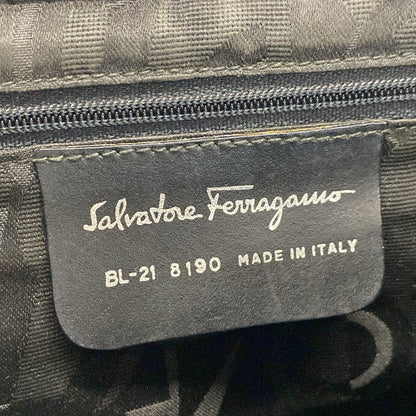 Salvatore Ferragamo
BL-21 8190 MADE IN ITALY